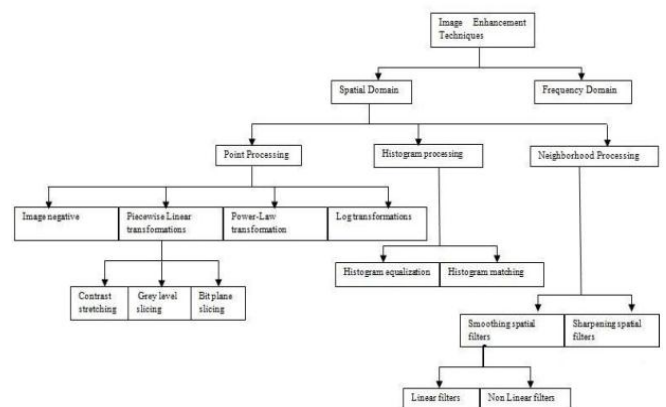 Image Enhancement
Techniques
Spatial Domain
Frequency Domain
Point Processing
Histogram processing
Neighborhood Processing
Image negative
Piecewise Linear
transformations
Power-Law
transformation
Log transformations
Histogram equalization
Histogram matching
Contrast
stretching
Grey level
slicing
Bit plane
slicing
Smoothing spatial
filters
Sharpening spatial
filters
Linear filters
Non Linear filters